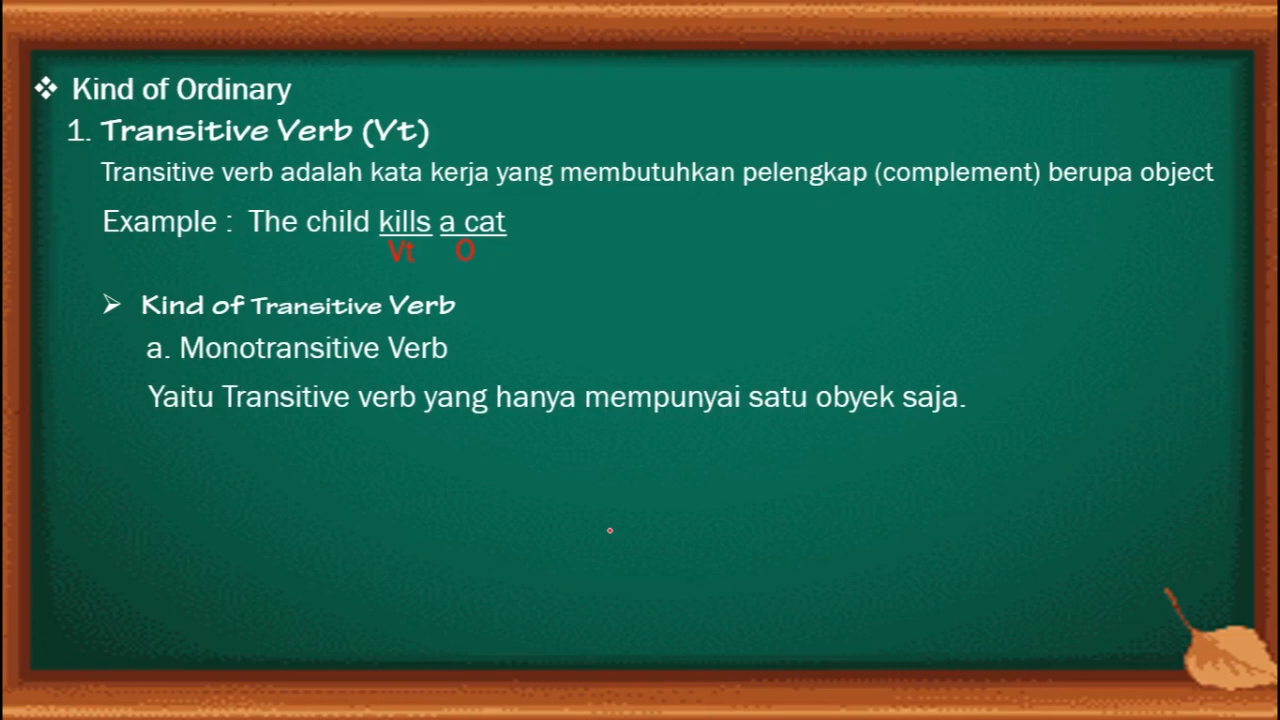 ❖ Kind of Ordinary
1. Transitive Verb (Vt)
Transitive verb adalah kata kerja yang membutuhkan pelengkap (complement) berupa object
Example : The child kills a cat
Vt O
➢ Kind of Transitive Verb
a. Monotransitive Verb
Yaitu Transitive verb yang hanya mempunyai satu obyek saja.